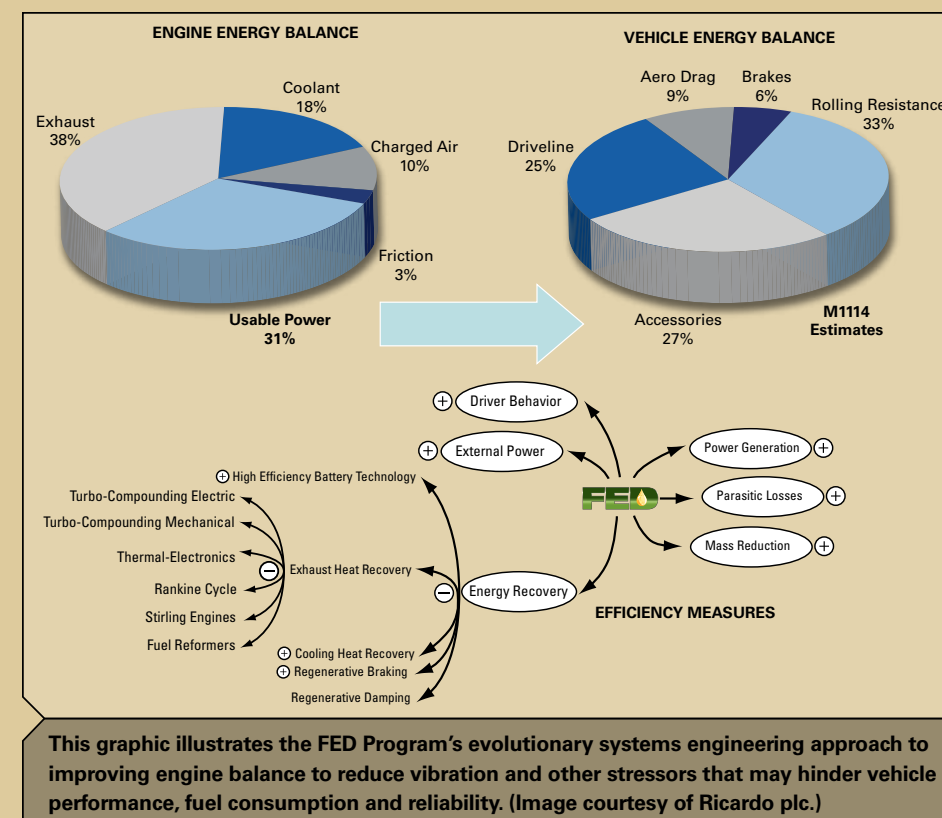 ENGINE ENERGY BALANCE
Coolant
18%
Exhaust
38%
Charged Air
10%
Friction
3%
Usable Power
31%
VEHICLE ENERGY BALANCE
Aero Drag
9%
Brakes
6%
Rolling Resistance
33%
Driveline
25%
Accessories
27%
M1114
Estimates
+ Driver Behavior
+ External Power
Power Generation +
FED
Parasitic Losses +
Mass Reduction +
Energy Recovery
−
EFFICIENCY MEASURES
+ High Efficiency Battery Technology
Exhaust Heat Recovery
−
+ Cooling Heat Recovery
+ Regenerative Braking
Regenerative Damping
Turbo-Compounding Electric
Turbo-Compounding Mechanical
Thermal-Electronics
Rankine Cycle
Stirling Engines
Fuel Reformers
This graphic illustrates the FED Program's evolutionary systems engineering approach to
improving engine balance to reduce vibration and other stressors that may hinder vehicle
performance, fuel consumption and reliability. (Image courtesy of Ricardo plc.)